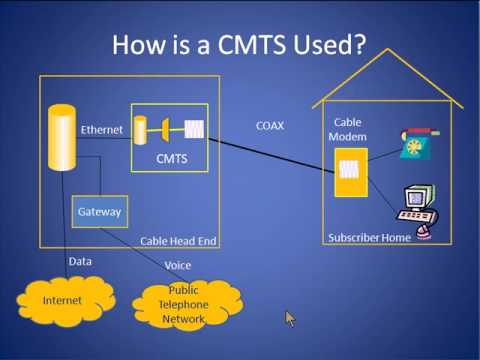 How is a CMTS Used?
Ethernet
CMTS
COAX
Cable
Modem
Gateway
Cable Head End
Subscriber Home
Data
Voice
Internet
Public
Telephone
Network